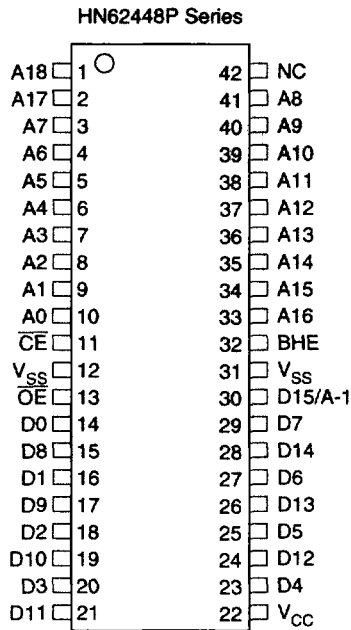 HN62448P Series
A18 1 42 NC
A17 2 41 A8
A7 3 40 A9
A6 4 39 A10
A5 5 38 A11
A4 6 37 A12
A3 7 36 A13
A2 8 35 A14
A1 9 34 A15
A0 10 33 A16
C̅E̅ 11 32 BHE
VSS 12 31 VSS
O̅E̅ 13 30 D15/A-1
D0 14 29 D7
D8 15 28 D14
D1 16 27 D6
D9 17 26 D13
D2 18 25 D5
D10 19 24 D12
D3 20 23 D4
D11 21 22 VCC